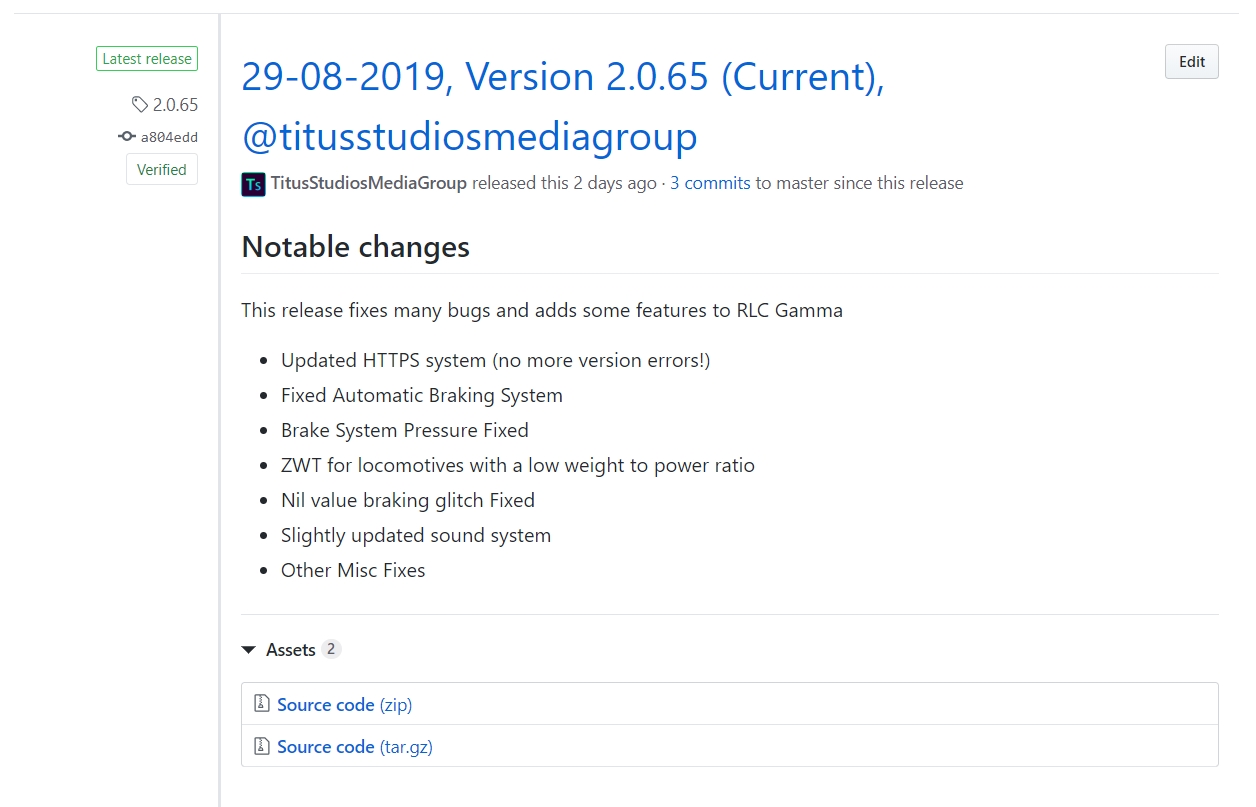 Latest release
2.0.65
a804edd
Verified
29-08-2019, Version 2.0.65 (Current),
@titusstudiosmediagroup
Edit
Ts TitusStudiosMediaGroup released this 2 days ago · 3 commits to master since this release
Notable changes
This release fixes many bugs and adds some features to RLC Gamma
• Updated HTTPS system (no more version errors!)
• Fixed Automatic Braking System
• Brake System Pressure Fixed
• ZWT for locomotives with a low weight to power ratio
• Nil value braking glitch Fixed
• Slightly updated sound system
• Other Misc Fixes
Assets 2
Source code (zip)
Source code (tar.gz)